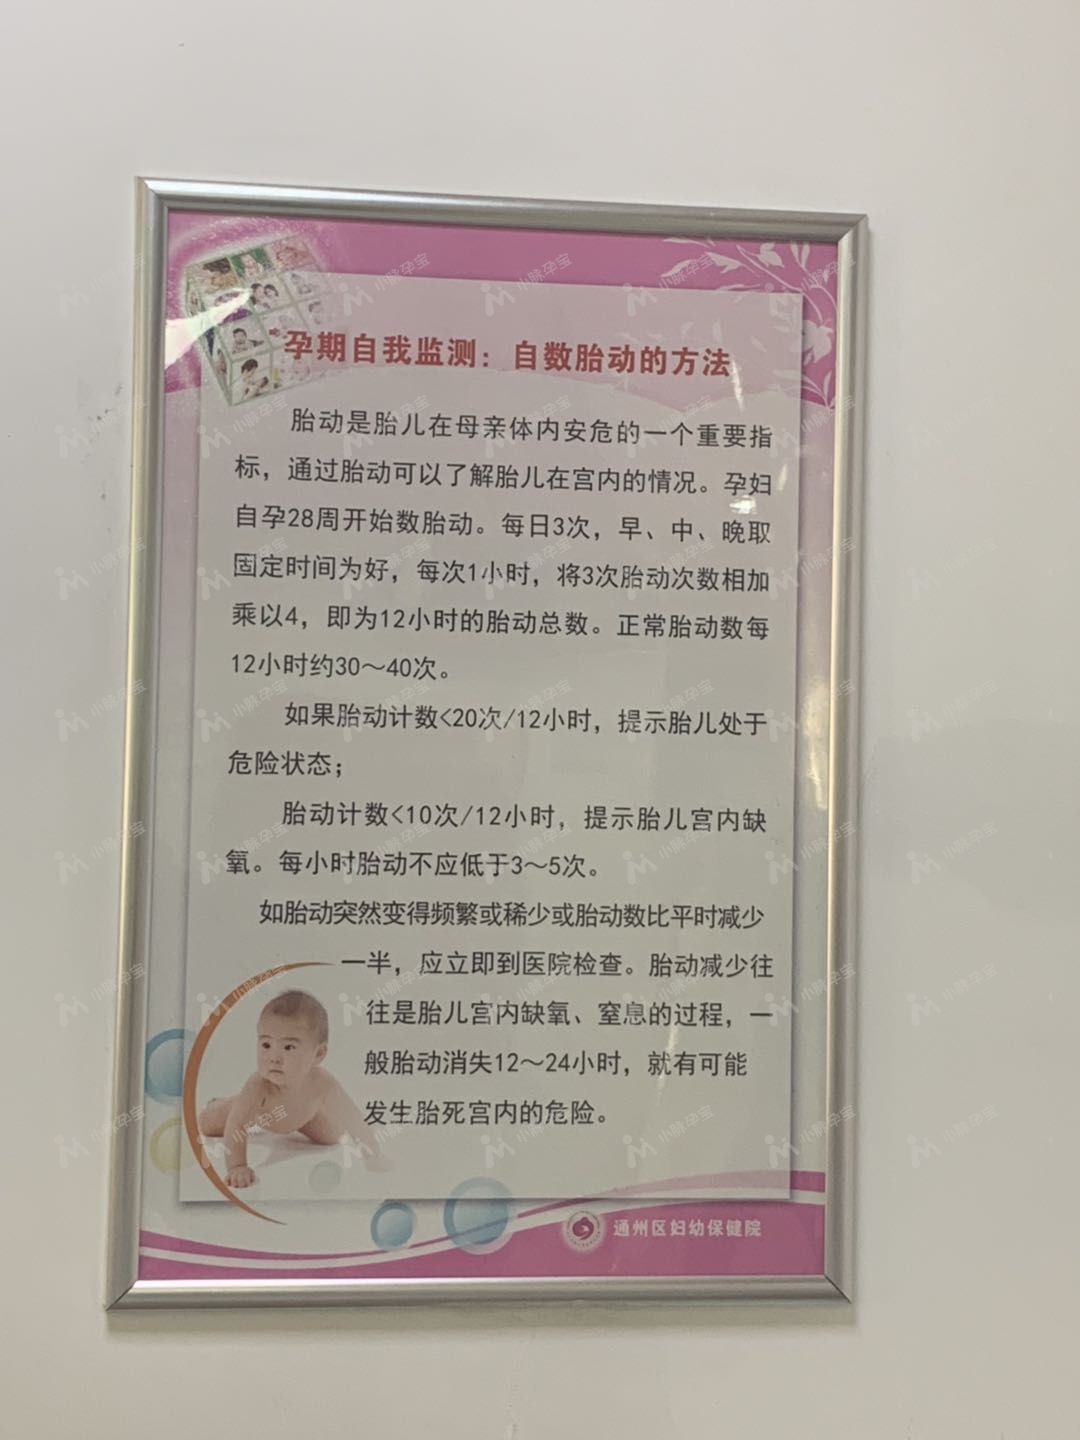 孕期自我监测：自数胎动的方法
胎动是胎儿在母亲体内安危的一个重要指
标，通过胎动可以了解胎儿在宫内的情况。孕妇
自孕28周开始数胎动。每日3次，早、中、晚取
固定时间为好，每次1小时，将3次胎动次数相加
乘以4，即为12小时的胎动总数。正常胎动数每
12小时约30～40次。
如果胎动计数<20次/12小时，提示胎儿处于
危险状态；
胎动计数<10次/12小时，提示胎儿宫内缺
氧。每小时胎动不应低于3～5次。
如胎动突然变得频繁或稀少或胎动数比平时减少
一半，应立即到医院检查。胎动减少往
往是胎儿宫内缺氧、窒息的过程，一
般胎动消失12～24小时，就有可能
发生胎死宫内的危险。
通州区妇幼保健院
小脉孕宝